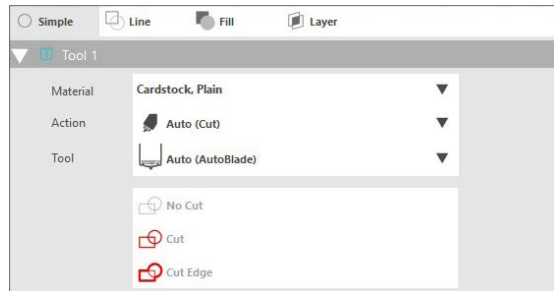 Simple Line Fill Layer
1 Tool 1
Material Cardstock, Plain
Action Auto (Cut)
Tool Auto (AutoBlade)
No Cut
Cut
Cut Edge